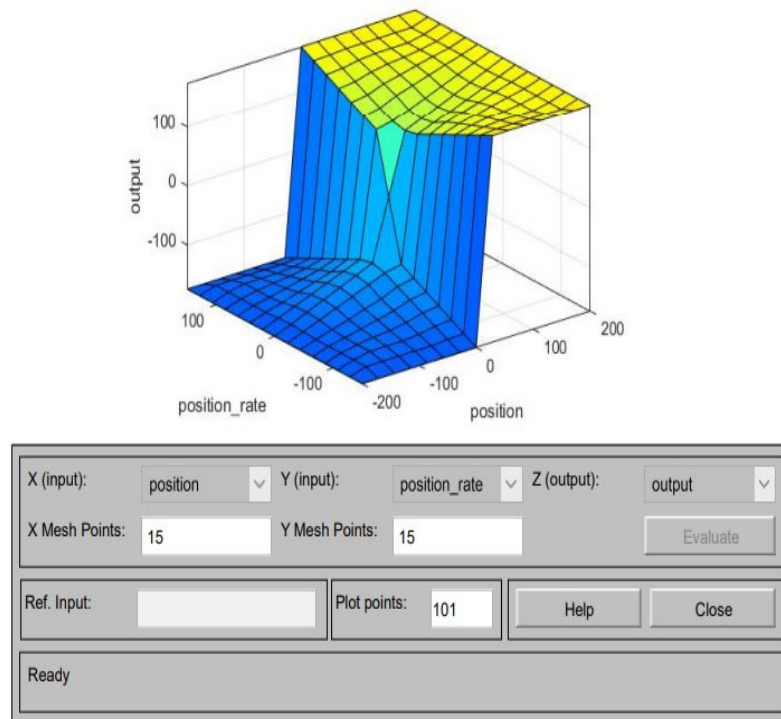 output
100
0
-100
100
0
-100
position_rate
-200
-100
0
100
200
position
X (input):
position
Y (input):
position_rate
Z (output):
output
X Mesh Points:
15
Y Mesh Points:
15
Evaluate
Ref. Input:
Plot points:
101
Help
Close
Ready